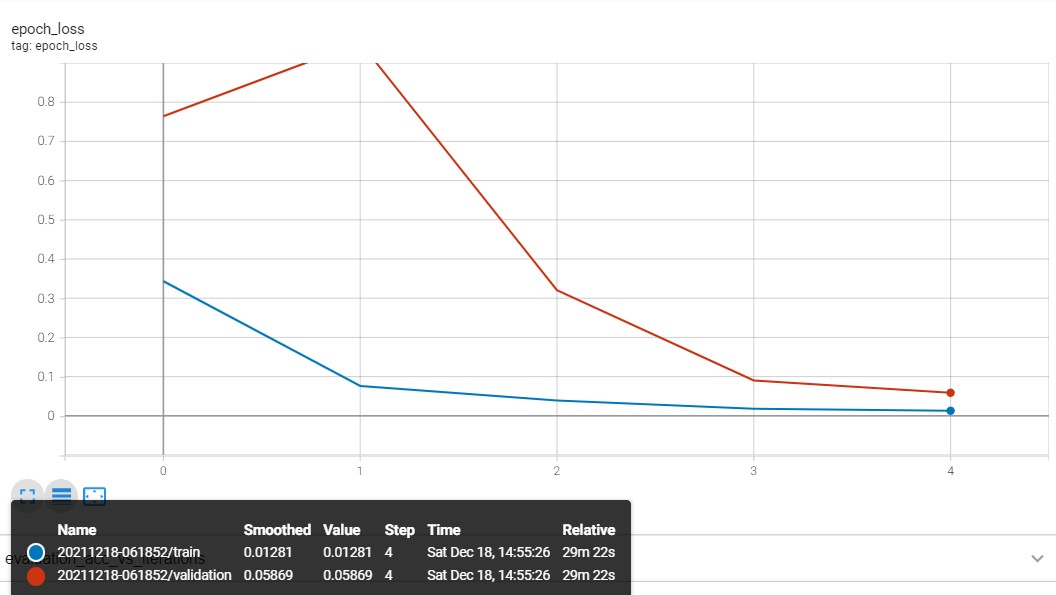 epoch_loss
tag: epoch_loss
0.8
0.7
0.6
0.5
0.4
0.3
0.2
0.1
0
0 1 2 3 4
Name Smoothed Value Step Time Relative
20211218-061852/train 0.01281 0.01281 4 Sat Dec 18, 14:55:26 29m 22s
evaluation_acc_vs_iterations
20211218-061852/validation 0.05869 0.05869 4 Sat Dec 18, 14:55:26 29m 22s